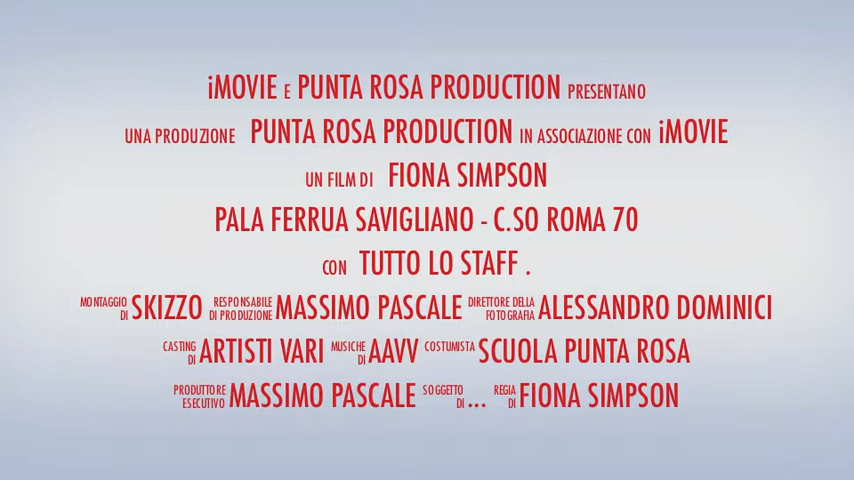 iMOVIE E PUNTA ROSA PRODUCTION PRESENTANO
UNA PRODUZIONE PUNTA ROSA PRODUCTION IN ASSOCIAZIONE CON iMOVIE
UN FILM DI FIONA SIMPSON
PALA FERRUA SAVIGLIANO - C.SO ROMA 70
CON TUTTO LO STAFF .
MONTAGGIO DI SKIZZO RESPONSABILE DI PRODUZIONE MASSIMO PASCALE DIRETTORE DELLA FOTOGRAFIA ALESSANDRO DOMINICI
CASTING DI ARTISTI VARI MUSICHE DI AAVV COSTUMISTA SCUOLA PUNTA ROSA
PRODUTTORE ESECUTIVO MASSIMO PASCALE SOGGETTO DI ... REGIA DI FIONA SIMPSON